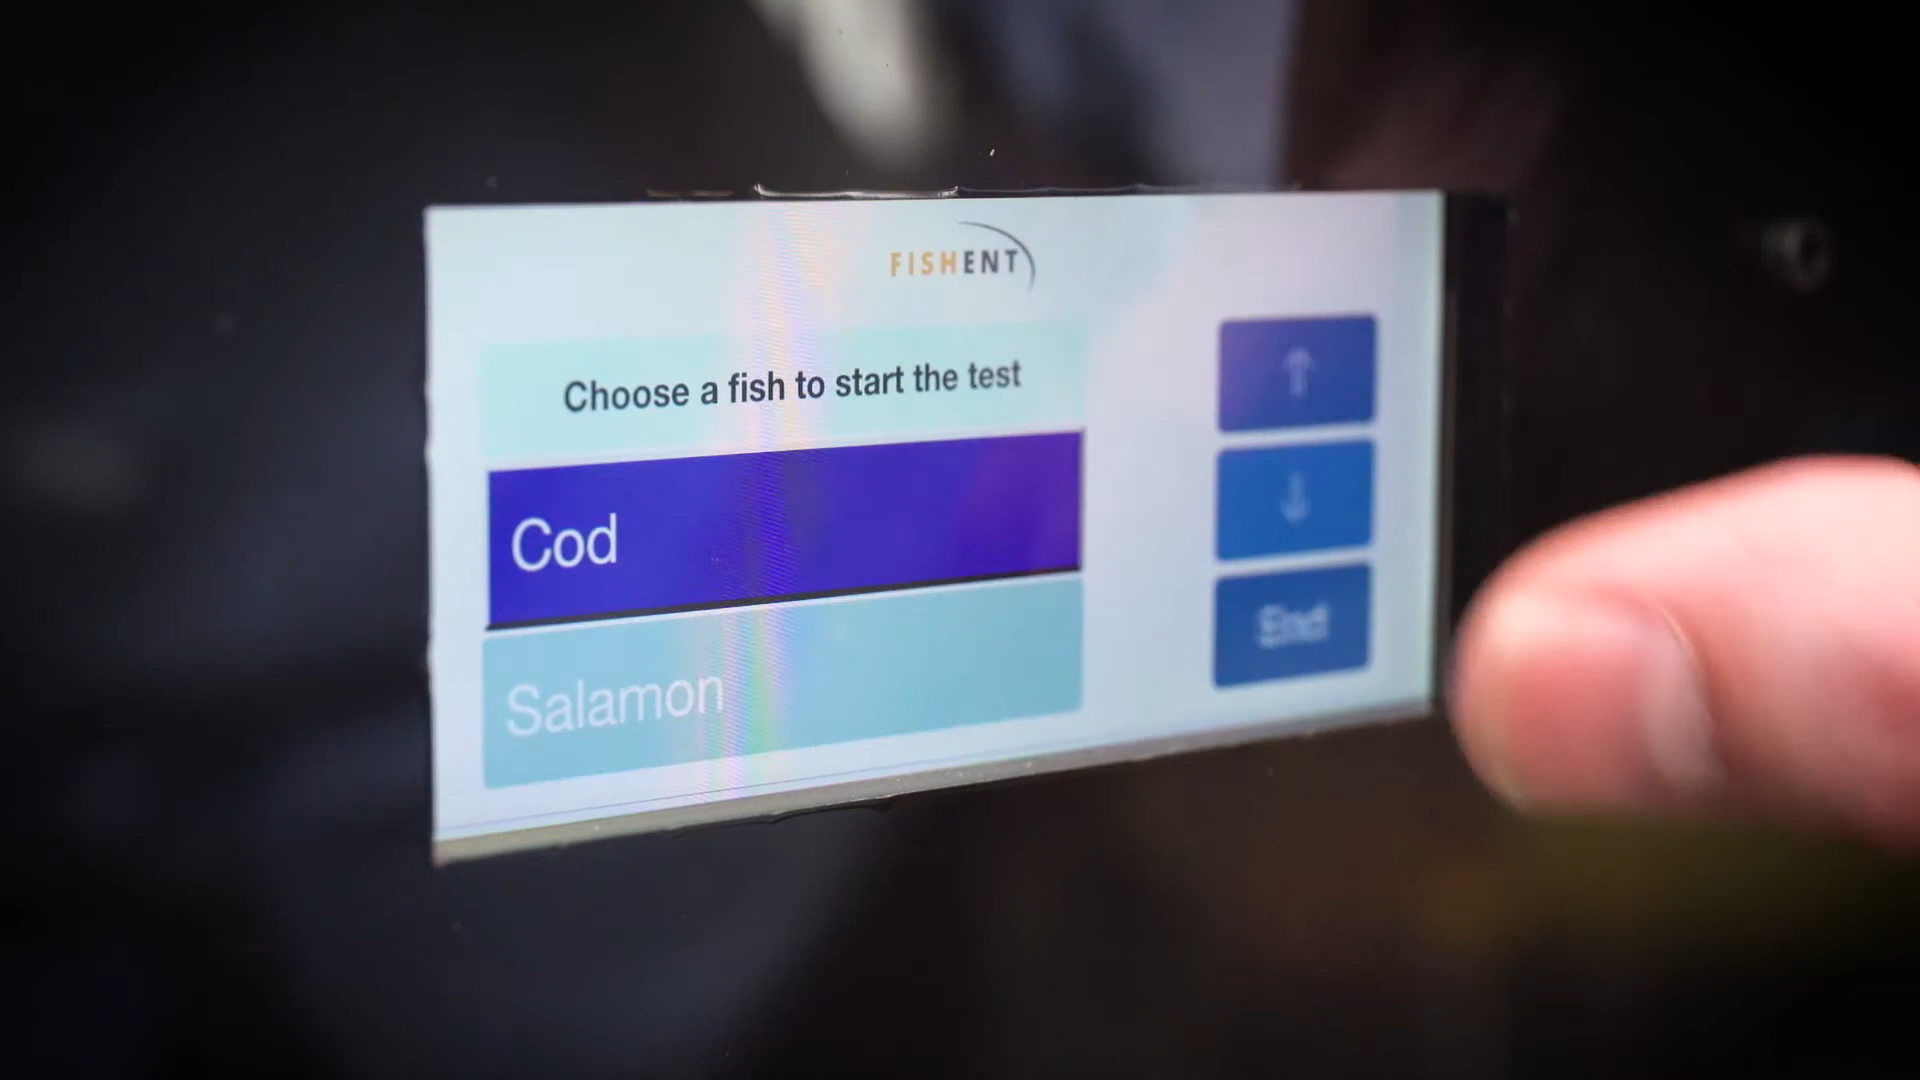 FISHENT
Choose a fish to start the test
Cod
Salamon
↑
↓
End